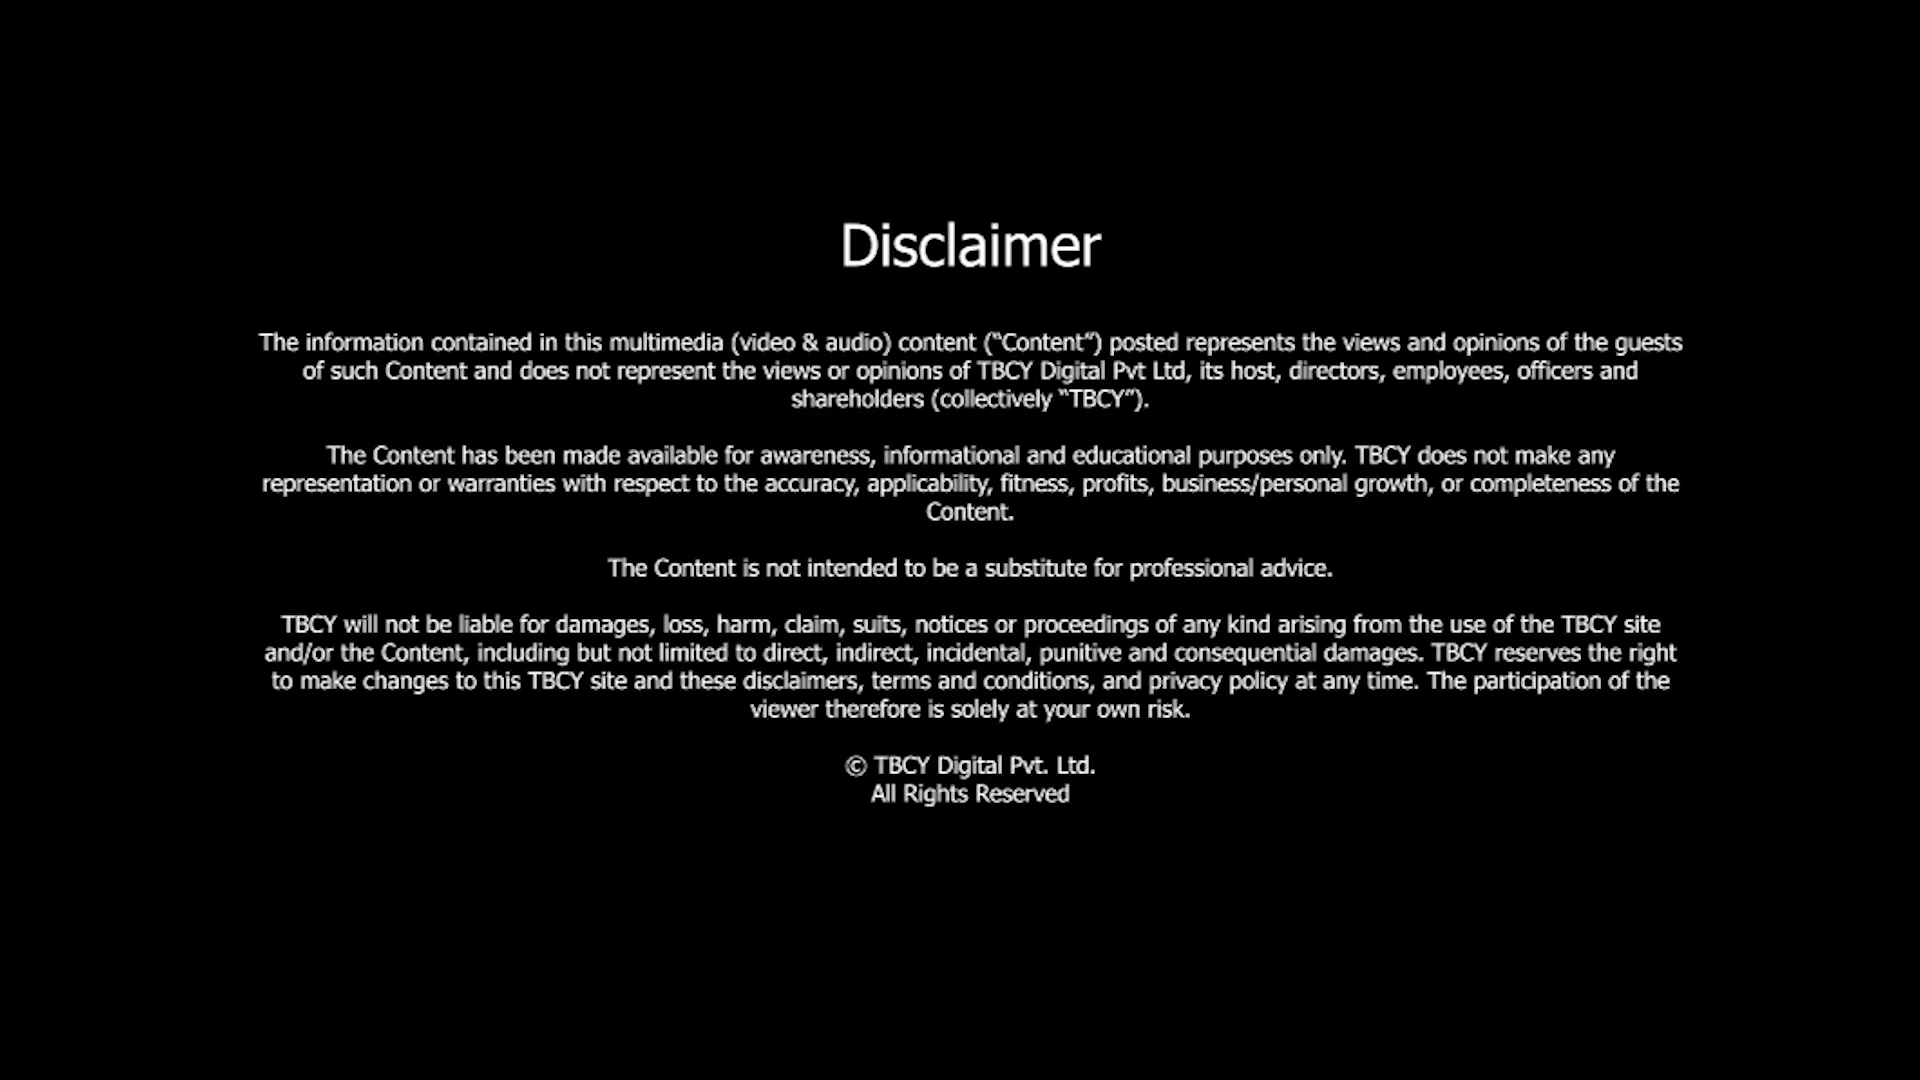 Disclaimer
The information contained in this multimedia (video & audio) content (“Content”) posted represents the views and opinions of the guests
of such Content and does not represent the views or opinions of TBCY Digital Pvt Ltd, its host, directors, employees, officers and
shareholders (collectively “TBCY”).
The Content has been made available for awareness, informational and educational purposes only. TBCY does not make any
representation or warranties with respect to the accuracy, applicability, fitness, profits, business/personal growth, or completeness of the
Content.
The Content is not intended to be a substitute for professional advice.
TBCY will not be liable for damages, loss, harm, claim, suits, notices or proceedings of any kind arising from the use of the TBCY site
and/or the Content, including but not limited to direct, indirect, incidental, punitive and consequential damages. TBCY reserves the right
to make changes to this TBCY site and these disclaimers, terms and conditions, and privacy policy at any time. The participation of the
viewer therefore is solely at your own risk.
© TBCY Digital Pvt. Ltd.
All Rights Reserved